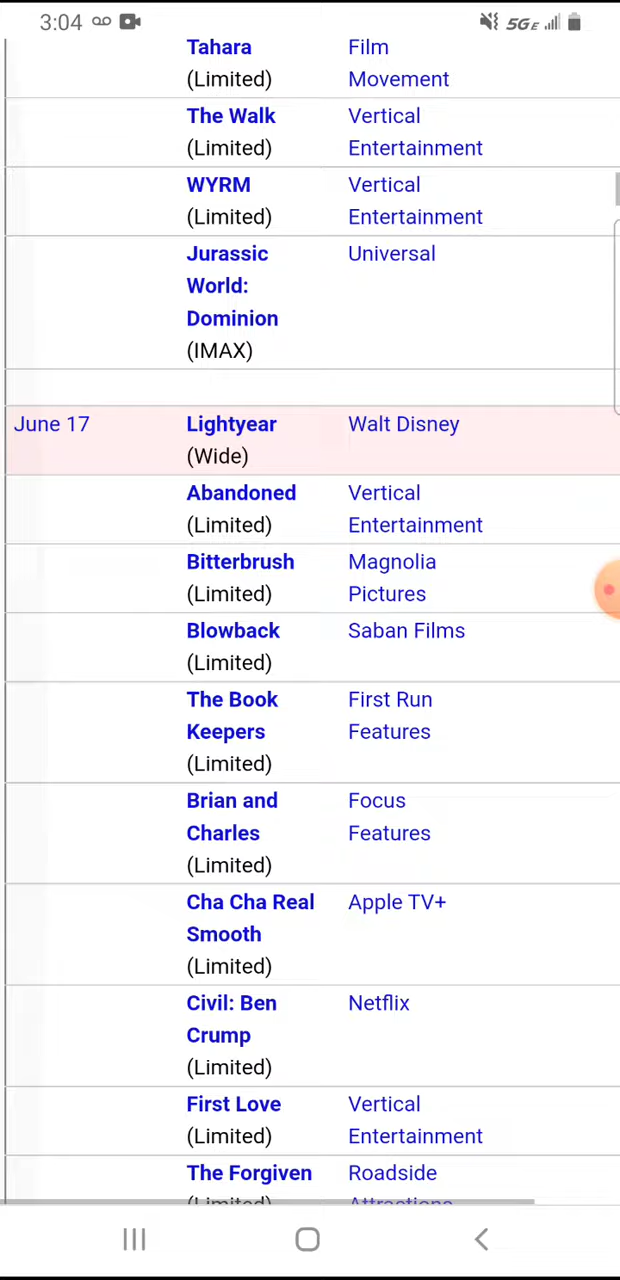 3:04 5GE
Tahara Film
(Limited) Movement
The Walk Vertical
(Limited) Entertainment
WYRM Vertical
(Limited) Entertainment
Jurassic Universal
World:
Dominion
(IMAX)
June 17 Lightyear Walt Disney
(Wide)
Abandoned Vertical
(Limited) Entertainment
Bitterbrush Magnolia
(Limited) Pictures
Blowback Saban Films
(Limited)
The Book First Run
Keepers Features
(Limited)
Brian and Focus
Charles Features
(Limited)
Cha Cha Real Apple TV+
Smooth
(Limited)
Civil: Ben Netflix
Crump
(Limited)
First Love Vertical
(Limited) Entertainment
The Forgiven Roadside
(Limited) Attractions